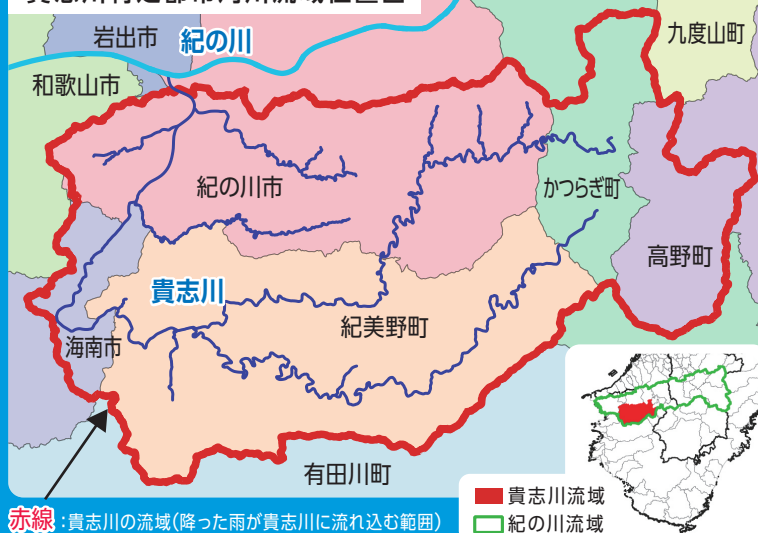 岩出市
紀の川
九度山町
和歌山市
紀の川市
かつらぎ町
高野町
貴志川
紀美野町
海南市
有田川町
貴志川流域
紀の川流域
赤線:貴志川の流域(降った雨が貴志川に流れ込む範囲)